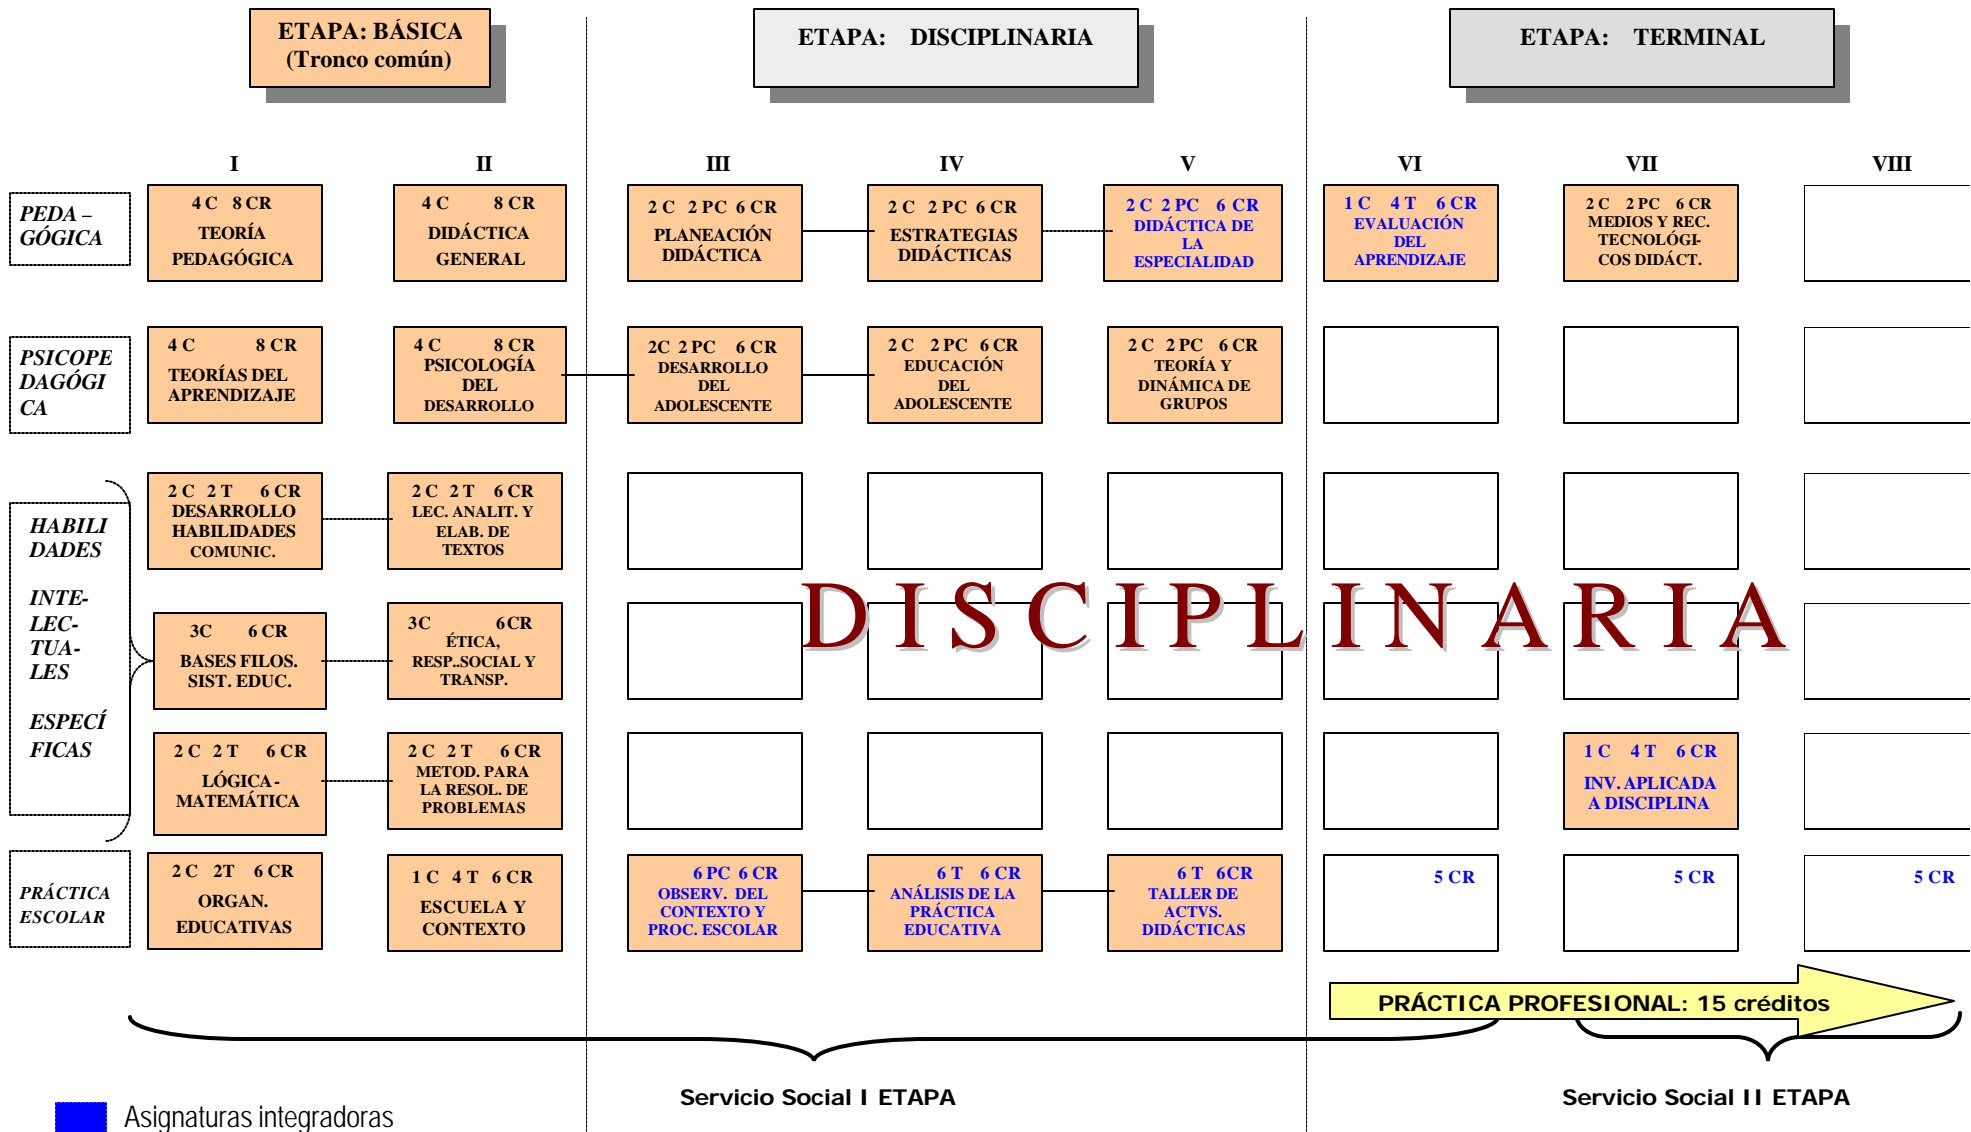 ETAPA: BÁSICA
(Tronco común)
ETAPA: DISCIPLINARIA
ETAPA: TERMINAL
I II III IV V VI VII VIII
PEDA –
GÓGICA
4 C 8 CR
TEORÍA
PEDAGÓGICA
4 C 8 CR
DIDÁCTICA
GENERAL
2 C 2 PC 6 CR
PLANEACIÓN
DIDÁCTICA
2 C 2 PC 6 CR
ESTRATEGIAS
DIDÁCTICAS
2 C 2 PC 6 CR
DIDÁCTICA DE
LA
ESPECIALIDAD
1 C 4 T 6 CR
EVALUACIÓN
DEL
APRENDIZAJE
2 C 2 PC 6 CR
MEDIOS Y REC.
TECNOLÓGI-
COS DIDÁCT.
PSICOPE
DAGÓGI
CA
4 C 8 CR
TEORÍAS DEL
APRENDIZAJE
4 C 8 CR
PSICOLOGÍA
DEL
DESARROLLO
2C 2 PC 6 CR
DESARROLLO
DEL
ADOLESCENTE
2 C 2 PC 6 CR
EDUCACIÓN
DEL
ADOLESCENTE
2 C 2 PC 6 CR
TEORÍA Y
DINÁMICA DE
GRUPOS
HABILI
DADES
INTE-
LEC-
TUA-
LES
ESPECÍ
FICAS
2 C 2 T 6 CR
DESARROLLO
HABILIDADES
COMUNIC.
2 C 2 T 6 CR
LEC. ANALIT. Y
ELAB. DE
TEXTOS
DISCIPLINARIA
3C 6 CR
BASES FILOS.
SIST. EDUC.
3C 6 CR
ÉTICA,
RESP..SOCIAL Y
TRANSP.
2 C 2 T 6 CR
LÓGICA -
MATEMÁTICA
2 C 2 T 6 CR
METOD. PARA
LA RESOL. DE
PROBLEMAS
1 C 4 T 6 CR
INV. APLICADA
A DISCIPLINA
PRÁCTICA
ESCOLAR
2 C 2T 6 CR
ORGAN.
EDUCATIVAS
1 C 4 T 6 CR
ESCUELA Y
CONTEXTO
6 PC 6 CR
OBSERV. DEL
CONTEXTO Y
PROC. ESCOLAR
6 T 6 CR
ANÁLISIS DE LA
PRÁCTICA
EDUCATIVA
6 T 6CR
TALLER DE
ACTVS.
DIDÁCTICAS
5 CR
5 CR
5 CR
PRÁCTICA PROFESIONAL: 15 créditos
Servicio Social I ETAPA
Servicio Social II ETAPA
Asignaturas integradoras